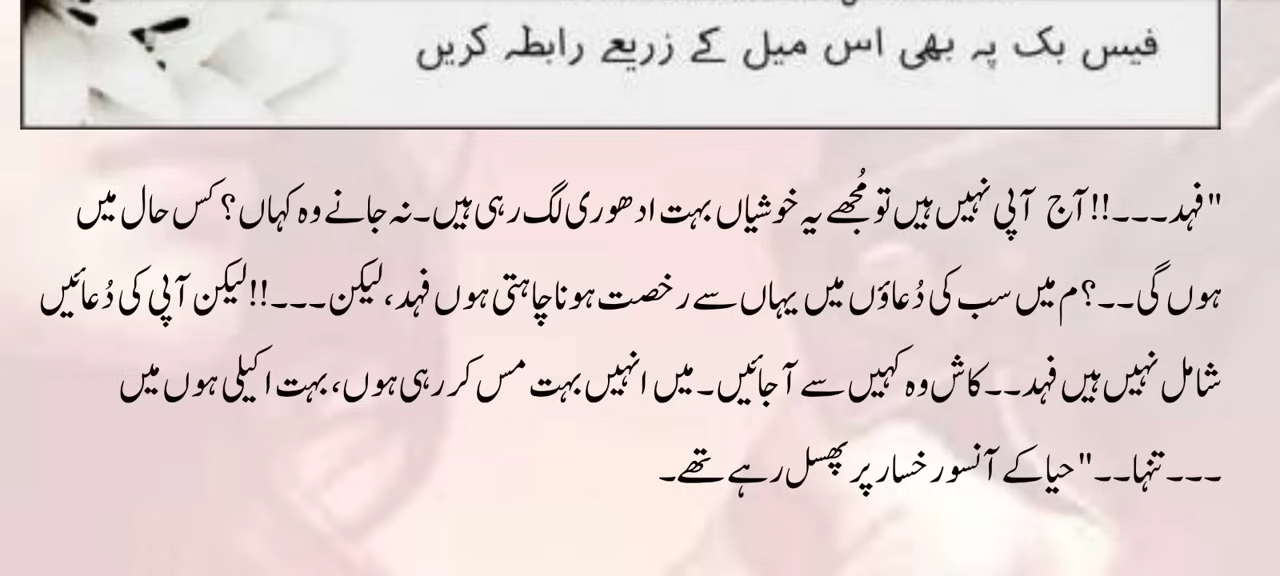 فیس بک پہ بھی اس میل کے زریعے رابطہ کریں
"فہد۔۔۔!! آج آپی نہیں ہیں تو مُجھے یہ خوشیاں بہت ادھوری لگ رہی ہیں۔ نہ جانے وہ کہاں؟ کس حال میں
ہوں گی۔۔؟ م میں سب کی دُعاؤں میں یہاں سے رخصت ہونا چاہتی ہوں فہد، لیکن۔۔۔!! لیکن آپی کی دُعائیں
شامل نہیں ہیں فہد۔۔ کاش وہ کہیں سے آجائیں۔ میں انہیں بہت مس کر رہی ہوں، بہت اکیلی ہوں میں
۔۔۔ تنہا۔۔" حیا کے آنسو رخسار پر پھسل رہے تھے۔